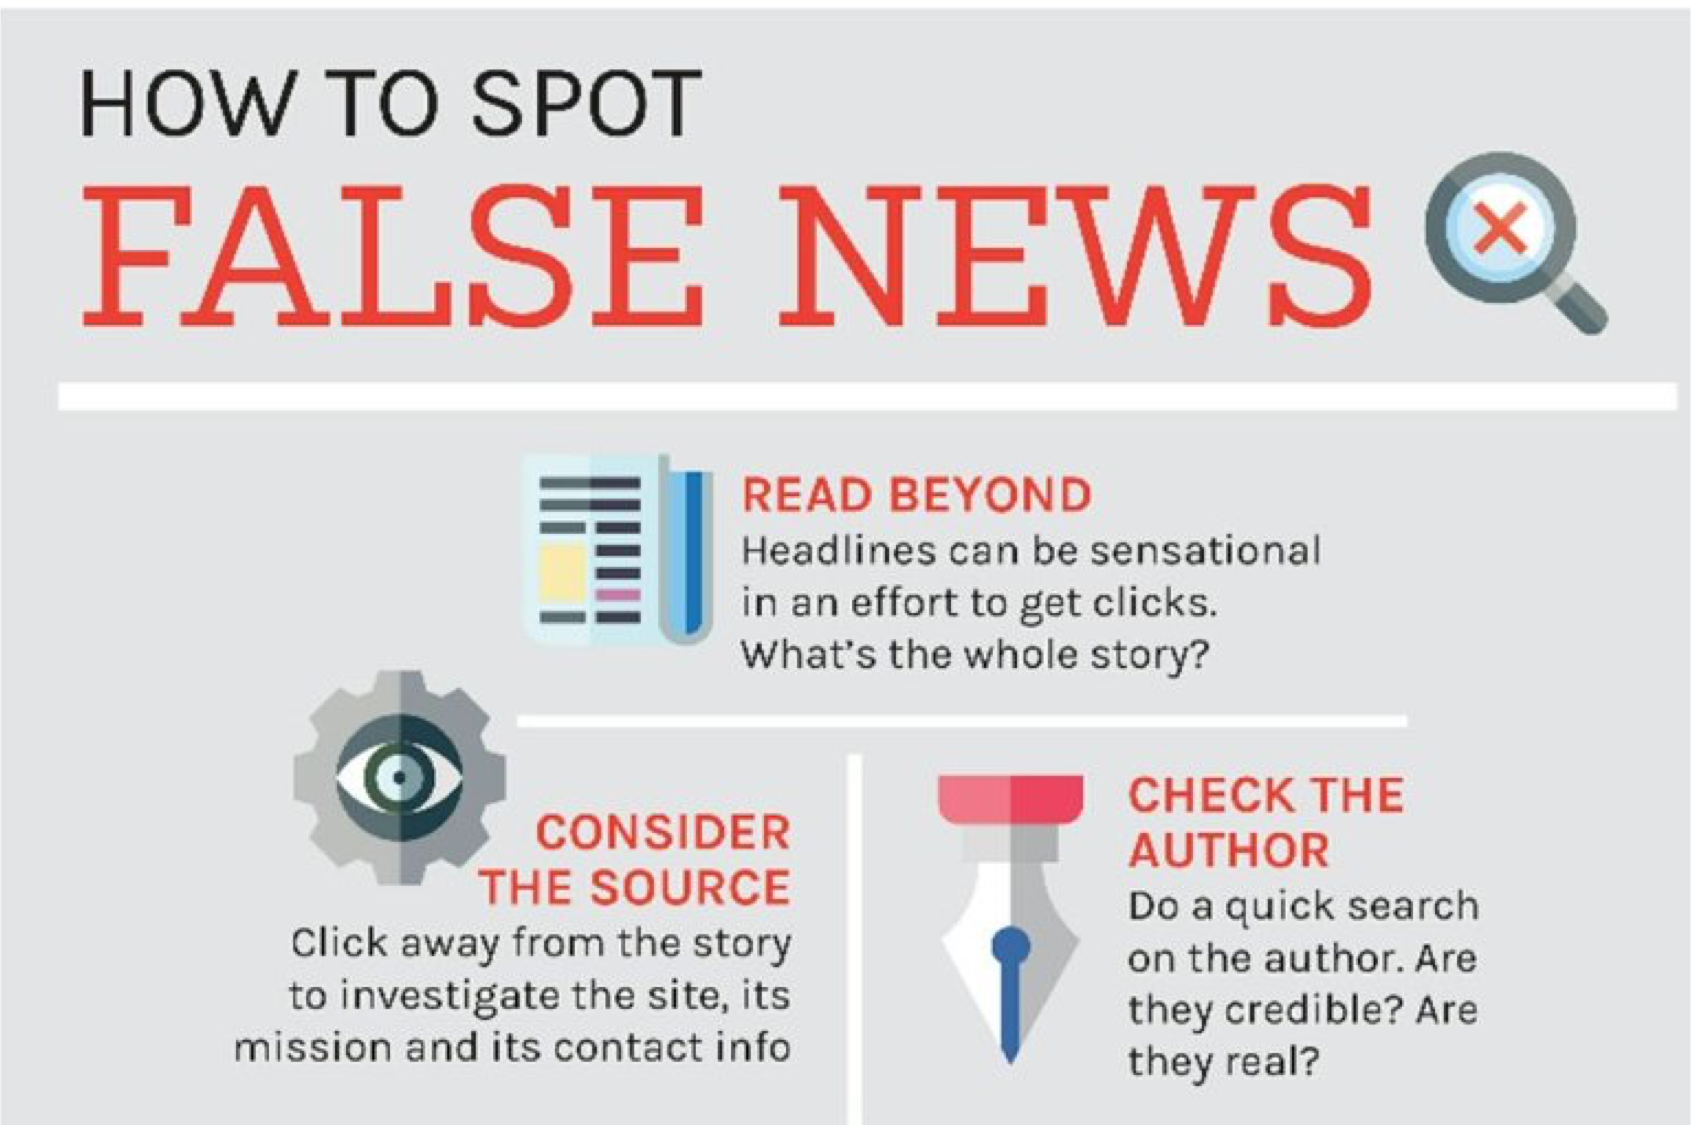 HOW TO SPOT
FALSE NEWS
READ BEYOND
Headlines can be sensational
in an effort to get clicks.
What's the whole story?
CONSIDER
THE SOURCE
Click away from the story
to investigate the site, its
mission and its contact info
CHECK THE
AUTHOR
Do a quick search
on the author. Are
they credible? Are
they real?